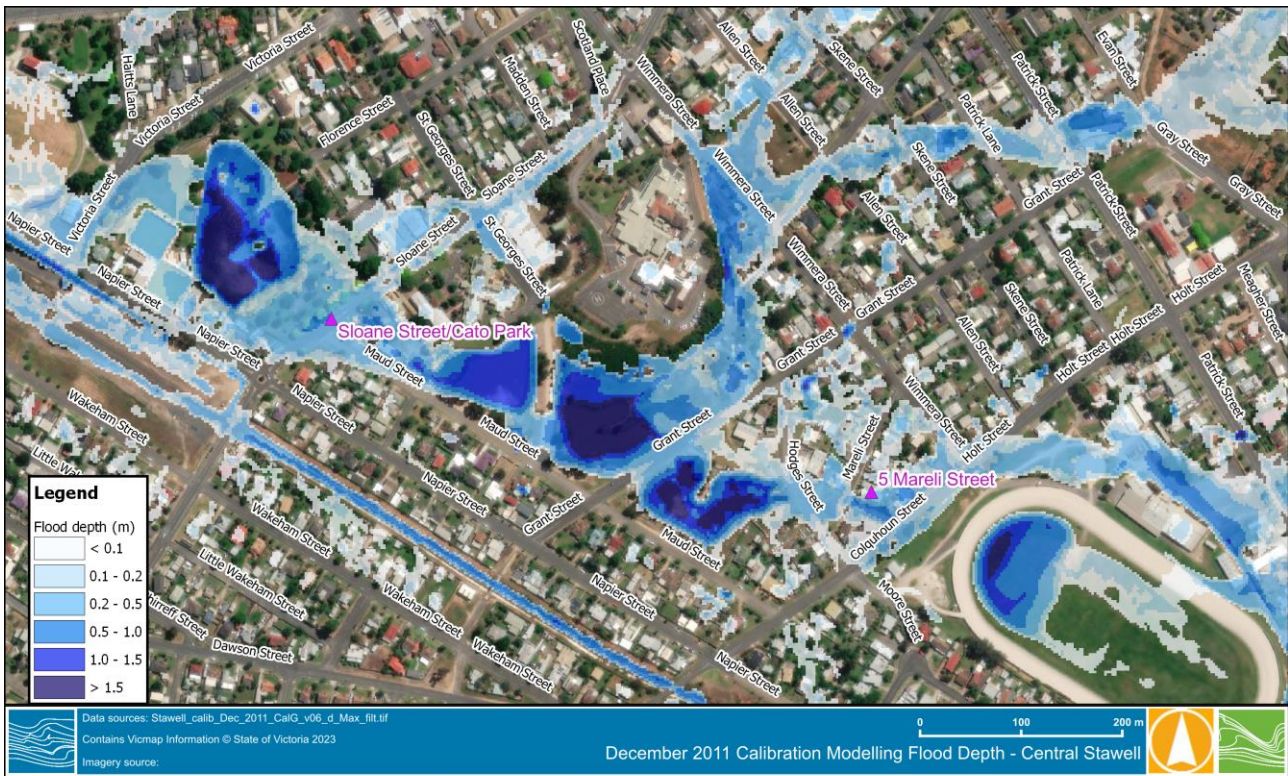 Haitts Lane
Victoria Street
Victoria Street
Victoria Street
Florence Street
Madden Street
Scotland Place
St Georges Street
Sloane Street
Sloane Street
St Georges Street
Wimmera Street
Wimmera Street
Wimmera Street
Wimmera Street
Allen Street
Allen Street
Allen Street
Allen Street
Skene Street
Skene Street
Skene Street
Patrick Lane
Patrick Lane
Patrick Street
Patrick Street
Patrick Street
Evans Street
Gray Street
Gray Street
Grant Street
Grant Street
Grant Street
Grant Street
Grant Street
Holt Street
Holt Street
Holt Street
Holt Street
Meagher Street
Napier Street
Napier Street
Napier Street
Napier Street
Napier Street
Napier Street
Napier Street
Sloane Street/Cato Park
Maud Street
Maud Street
Maud Street
Hodges Street
Mareli Street
5 Mareli Street
Colquhoun Street
Moore Street
Wakeham Street
Wakeham Street
Wakeham Street
Wakeham Street
Little Wakeham Street
Dawson Street
Legend
Flood depth (m)
< 0.1
0.1 - 0.2
0.2 - 0.5
0.5 - 1.0
1.0 - 1.5
> 1.5
Data sources: Stawell_calib_Dec_2011_CalG_v06_d_Max_filt.tif
Contains Vicmap Information © State of Victoria 2023
Imagery source:
0 100 200 m
December 2011 Calibration Modelling Flood Depth - Central Stawell